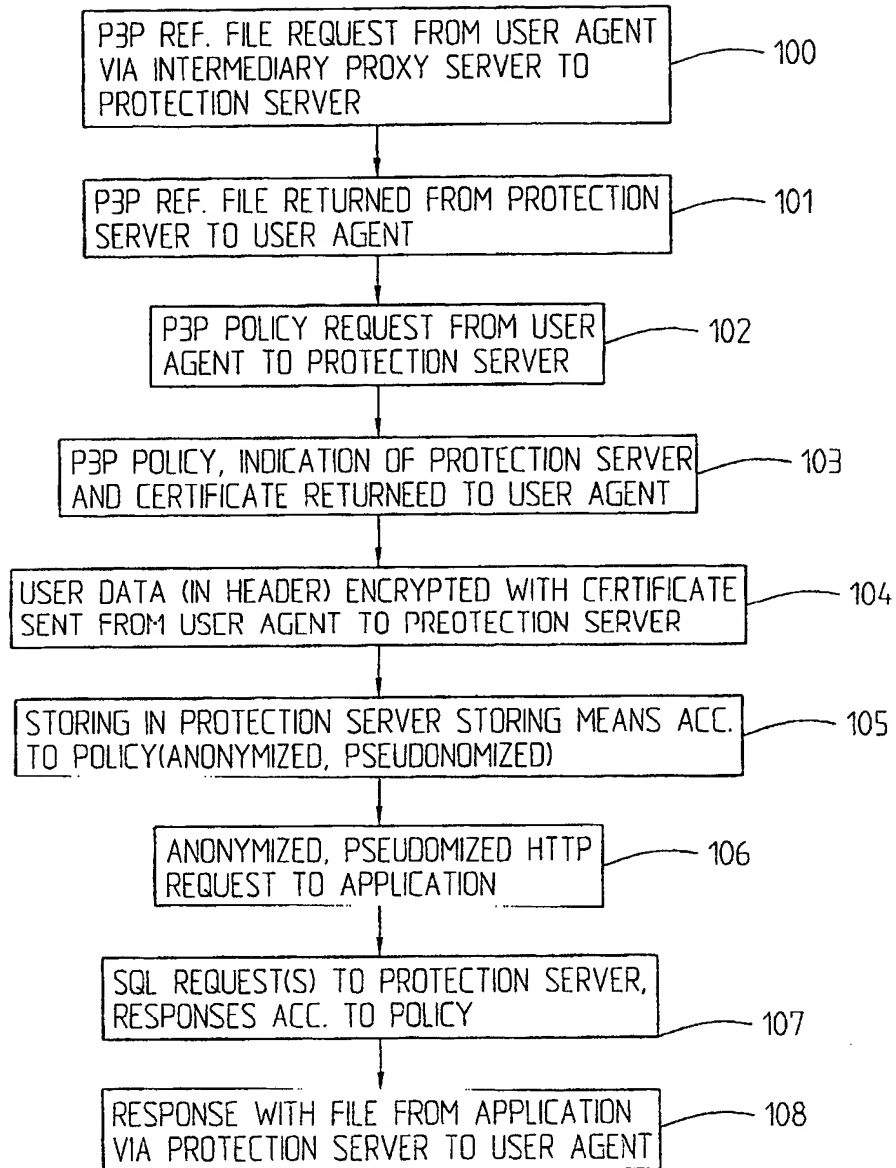 P3P REF. FILE REQUEST FROM USER AGENT
VIA INTERMEDIARY PROXY SERVER TO
PROTECTION SERVER
100
P3P REF. FILE RETURNED FROM PROTECTION
SERVER TO USER AGENT
101
P3P POLICY REQUEST FROM USER
AGENT TO PROTECTION SERVER
102
P3P POLICY, INDICATION OF PROTECTION SERVER
AND CERTIFICATE RETURNEED TO USER AGENT
103
USER DATA (IN HEADER) ENCRYPTED WITH CERTIFICATE
SENT FROM USER AGENT TO PREOTECTION SERVER
104
STORING IN PROTECTION SERVER STORING MEANS ACC.
TO POLICY(ANONYMIZED, PSEUDONOMIZED)
105
ANONYMIZED, PSEUDOMIZED HTTP
REQUEST TO APPLICATION
106
SQL REQUEST(S) TO PROTECTION SERVER,
RESPONSES ACC. TO POLICY
107
RESPONSE WITH FILE FROM APPLICATION
VIA PROTECTION SERVER TO USER AGENT
108